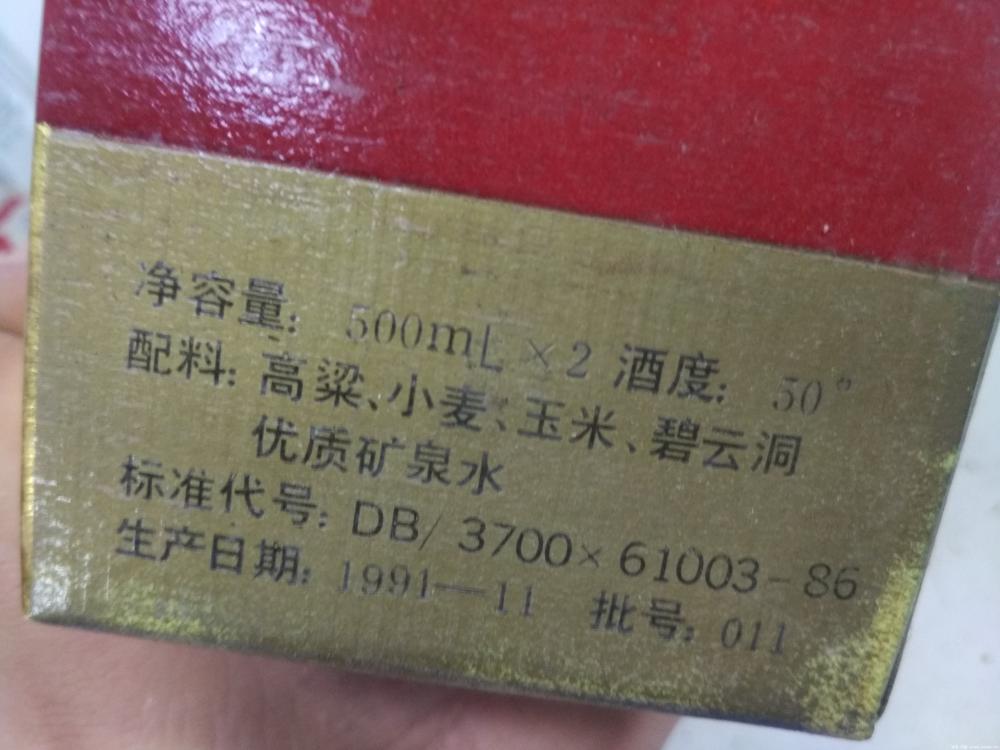 净容量: 500mL×2 酒度: 50°
配料: 高粱、小麦、玉米、碧云洞
优质矿泉水
标准代号: DB/3700×61003-86
生产日期: 1991—11 批号: 011